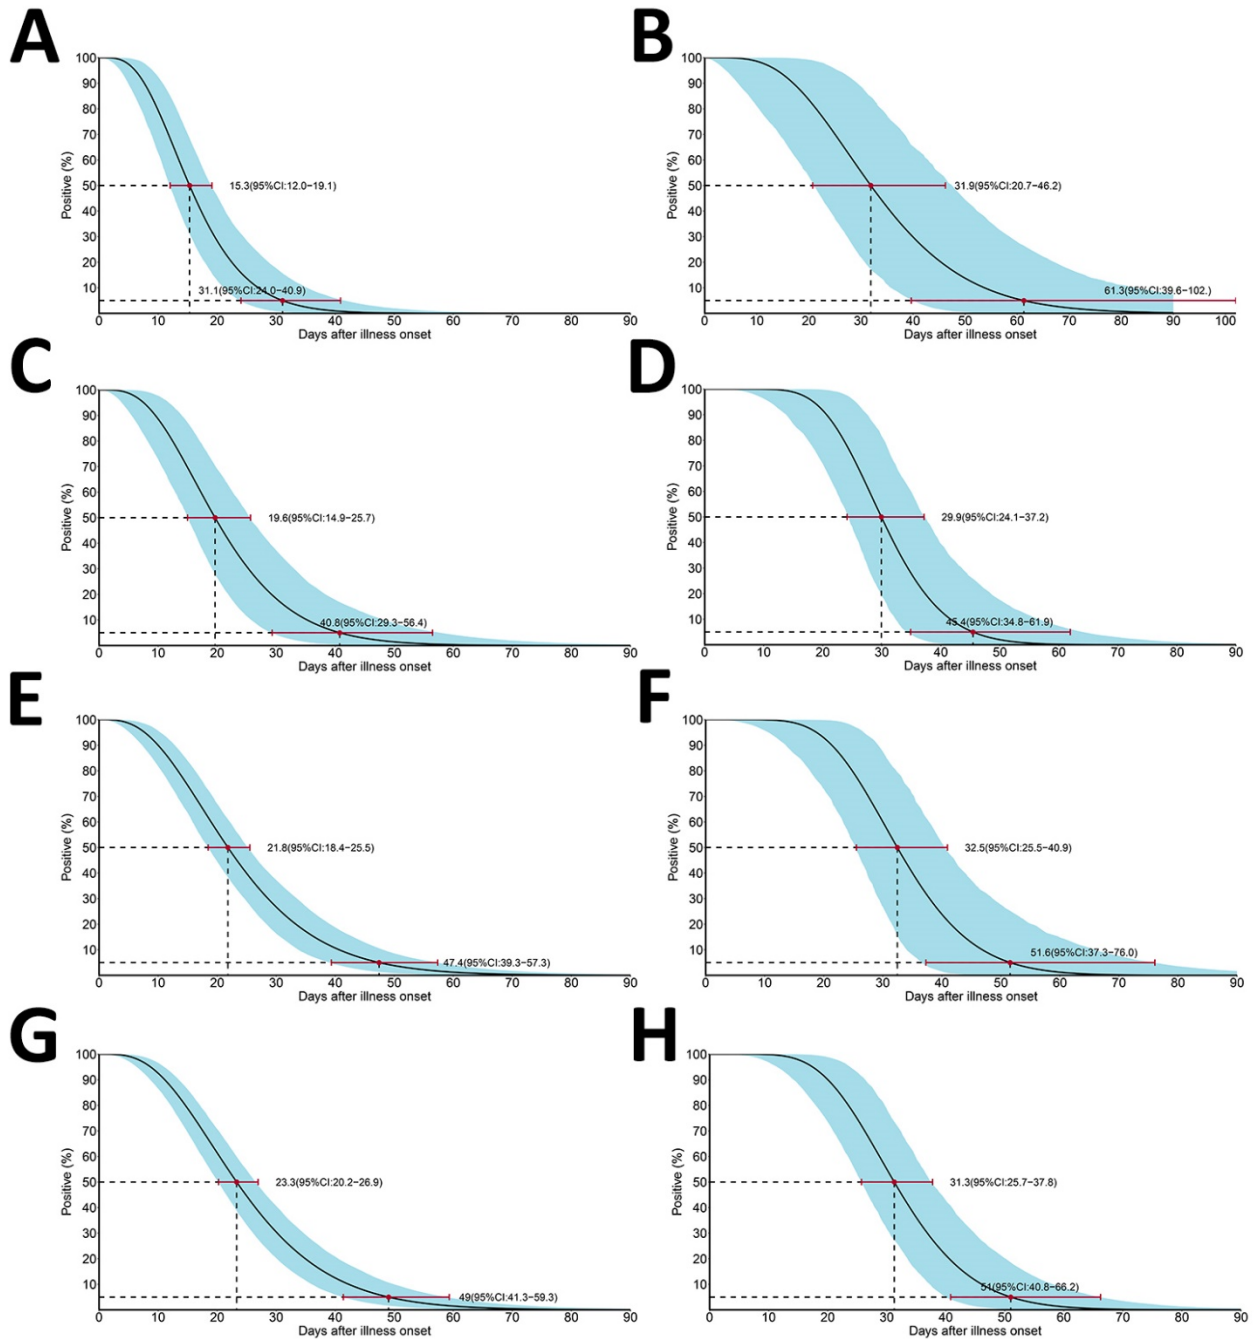 A
100
90
80
70
60
50
40
30
20
10
Positive (%)
15.3(95%CI:12.0−19.1)
31.1(95%CI:24.0−40.9)
0 10 20 30 40 50 60 70 80 90
Days after illness onset
B
100
90
80
70
60
50
40
30
20
10
Positive (%)
31.9(95%CI:20.7−46.2)
61.3(95%CI:39.6−102.)
0 10 20 30 40 50 60 70 80 90 100
Days after illness onset
C
100
90
80
70
60
50
40
30
20
10
Positive (%)
19.6(95%CI:14.9−25.7)
40.8(95%CI:29.3−56.4)
0 10 20 30 40 50 60 70 80 90
Days after illness onset
D
100
90
80
70
60
50
40
30
20
10
Positive (%)
29.9(95%CI:24.1−37.2)
45.4(95%CI:34.8−61.9)
0 10 20 30 40 50 60 70 80 90
Days after illness onset
E
100
90
80
70
60
50
40
30
20
10
Positive (%)
21.8(95%CI:18.4−25.5)
47.4(95%CI:39.3−57.3)
0 10 20 30 40 50 60 70 80 90
Days after illness onset
F
100
90
80
70
60
50
40
30
20
10
Positive (%)
32.5(95%CI:25.5−40.9)
51.6(95%CI:37.3−76.0)
0 10 20 30 40 50 60 70 80 90
Days after illness onset
G
100
90
80
70
60
50
40
30
20
10
Positive (%)
23.3(95%CI:20.2−26.9)
49(95%CI:41.3−59.3)
0 10 20 30 40 50 60 70 80 90
Days after illness onset
H
100
90
80
70
60
50
40
30
20
10
Positive (%)
31.3(95%CI:25.7−37.8)
51(95%CI:40.8−66.2)
0 10 20 30 40 50 60 70 80 90
Days after illness onset